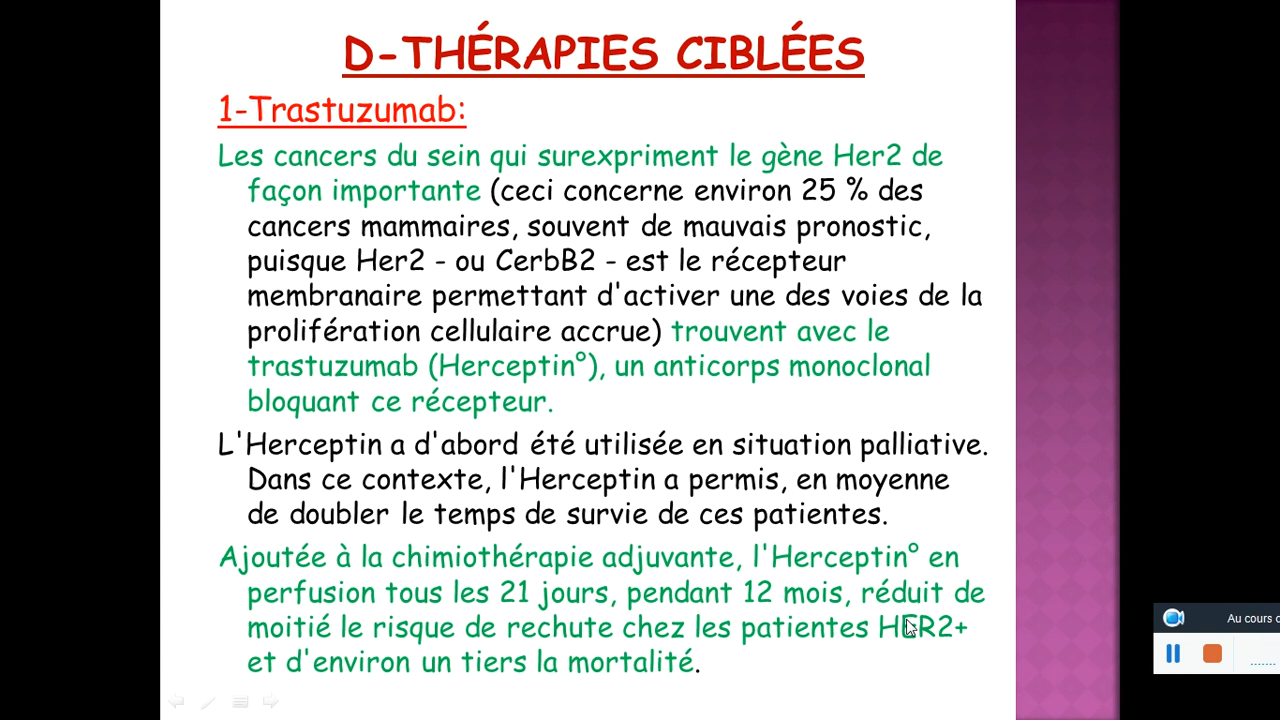 D-THÉRAPIES CIBLÉES
1-Trastuzumab:
Les cancers du sein qui surexpriment le gène Her2 de
façon importante (ceci concerne environ 25 % des
cancers mammaires, souvent de mauvais pronostic,
puisque Her2 - ou CerbB2 - est le récepteur
membranaire permettant d'activer une des voies de la
prolifération cellulaire accrue) trouvent avec le
trastuzumab (Herceptin°), un anticorps monoclonal
bloquant ce récepteur.
L'Herceptin a d'abord été utilisée en situation palliative.
Dans ce contexte, l'Herceptin a permis, en moyenne
de doubler le temps de survie de ces patientes.
Ajoutée à la chimiothérapie adjuvante, l'Herceptin° en
perfusion tous les 21 jours, pendant 12 mois, réduit de
moitié le risque de rechute chez les patientes HER2+
et d'environ un tiers la mortalité.
Au cours